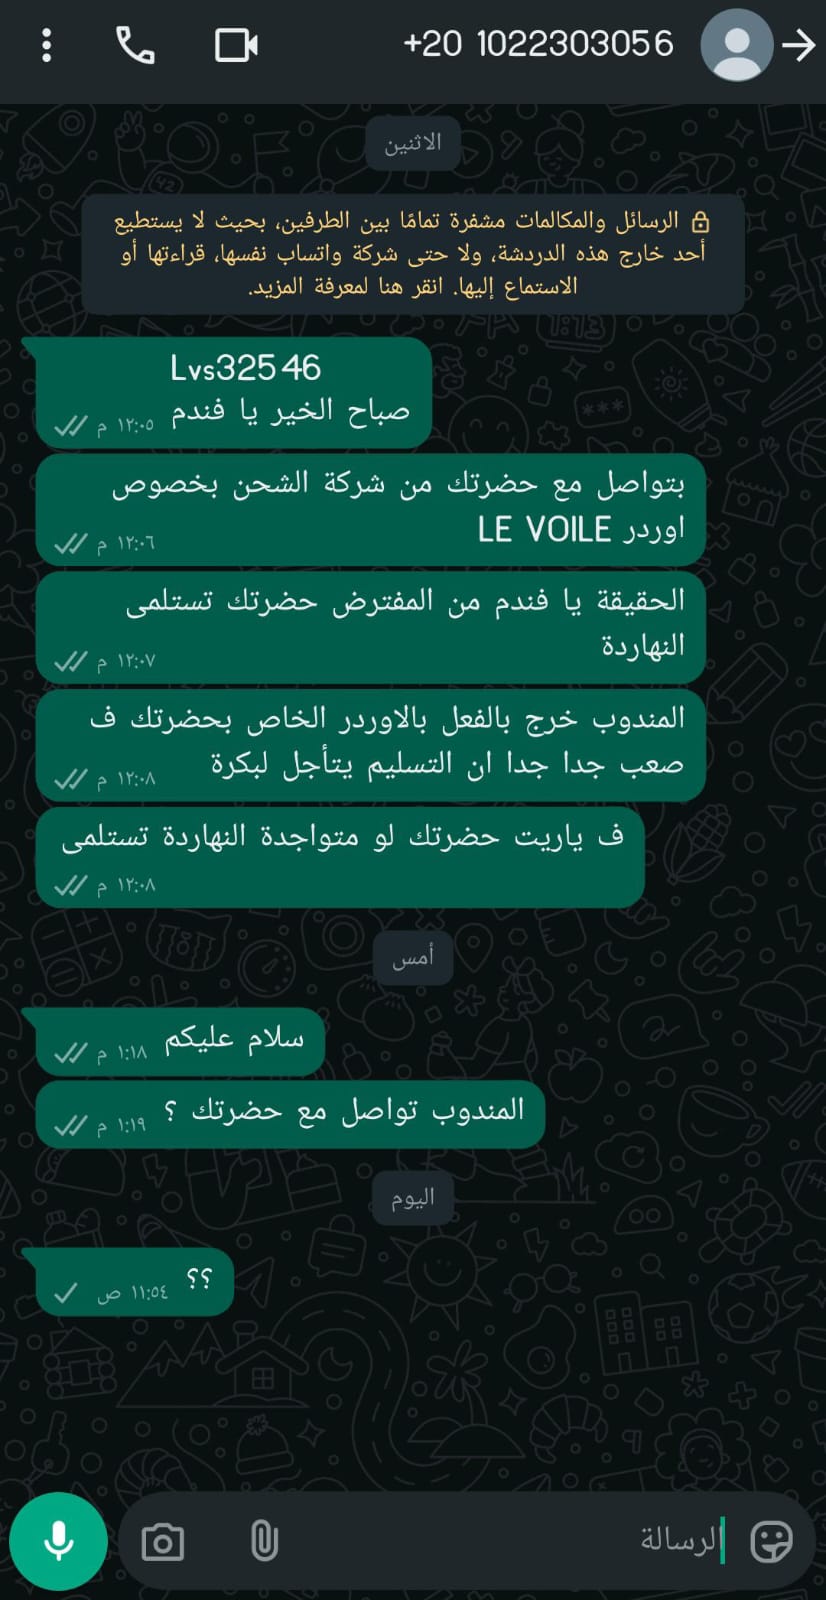 +20 1022303056
الاثنين
الرسائل والمكالمات مشفرة تمامًا بين الطرفين، بحيث لا يستطيع
أحد خارج هذه الدردشة، ولا حتى شركة واتساب نفسها، قراءتها أو
الاستماع إليها. انقر هنا لمعرفة المزيد.
Lvs32546
صباح الخير يا فندم
١٢:٠٥ م
بتواصل مع حضرتك من شركة الشحن بخصوص
اوردر LE VOILE
١٢:٠٦ م
الحقيقة يا فندم من المفترض حضرتك تستلمى
النهاردة
١٢:٠٧ م
المندوب خرج بالفعل بالاوردر الخاص بحضرتك ف
صعب جدا جدا ان التسليم يتأجل لبكرة
١٢:٠٨ م
ف ياريت حضرتك لو متواجدة النهاردة تستلمى
١٢:٠٨ م
أمس
سلام عليكم
١:١٨ م
المندوب تواصل مع حضرتك ؟
١:١٩ م
اليوم
؟؟
١١:٥٤ ص
الرسالة